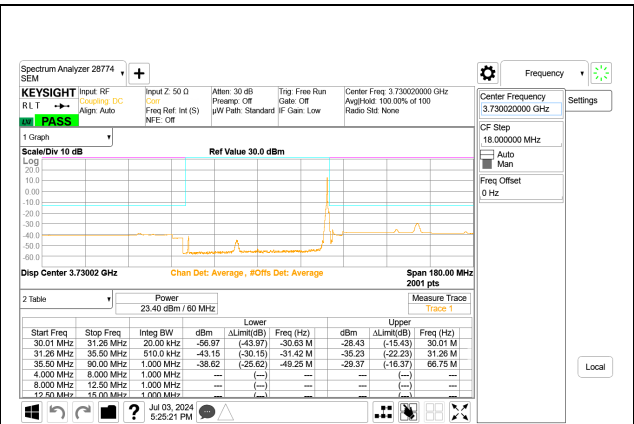 Spectrum Analyzer 28774
SEM
KEYSIGHT
RLT
LXI
PASS
Input: RF
Coupling: DC
Align: Auto
Input Z: 50 Ω
Corr
Freq Ref: Int (S)
NFE: Off
Atten: 30 dB
Preamp: Off
µW Path: Standard
Trig: Free Run
Gate: Off
IF Gain: Low
Center Freq: 3.730020000 GHz
Avg|Hold: 100.00% of 100
Radio Std: None
1 Graph
Scale/Div 10 dB
Ref Value 30.0 dBm
Log
20.0
10.0
0.00
-10.0
-20.0
-30.0
-40.0
-50.0
-60.0
Disp Center 3.73002 GHz
Chan Det: Average , #Offs Det: Average
Span 180.00 MHz
2001 pts
2 Table
Power
23.40 dBm / 60 MHz
Measure Trace
Trace 1
Lower Upper
Start Freq Stop Freq Integ BW dBm ΔLimit(dB) Freq (Hz) dBm ΔLimit(dB) Freq (Hz)
30.01 MHz 31.26 MHz 20.00 kHz -56.97 (-43.97) -30.63 M -28.43 (-15.43) 30.01 M
31.26 MHz 35.50 MHz 510.0 kHz -43.15 (-30.15) -31.42 M -35.23 (-22.23) 31.26 M
35.50 MHz 90.00 MHz 1.000 MHz -38.62 (-25.62) -49.25 M -29.37 (-16.37) 66.75 M
4.000 MHz 8.000 MHz 1.000 MHz --- (---) --- --- (---) ---
8.000 MHz 12.50 MHz 1.000 MHz --- (---) --- --- (---) ---
12.50 MHz 15.00 MHz 1.000 MHz --- (---) --- --- (---) ---
? Jul 03, 2024
5:25:21 PM
Frequency
Center Frequency
3.730020000 GHz
Settings
CF Step
18.000000 MHz
Auto
Man
Freq Offset
0 Hz
Local